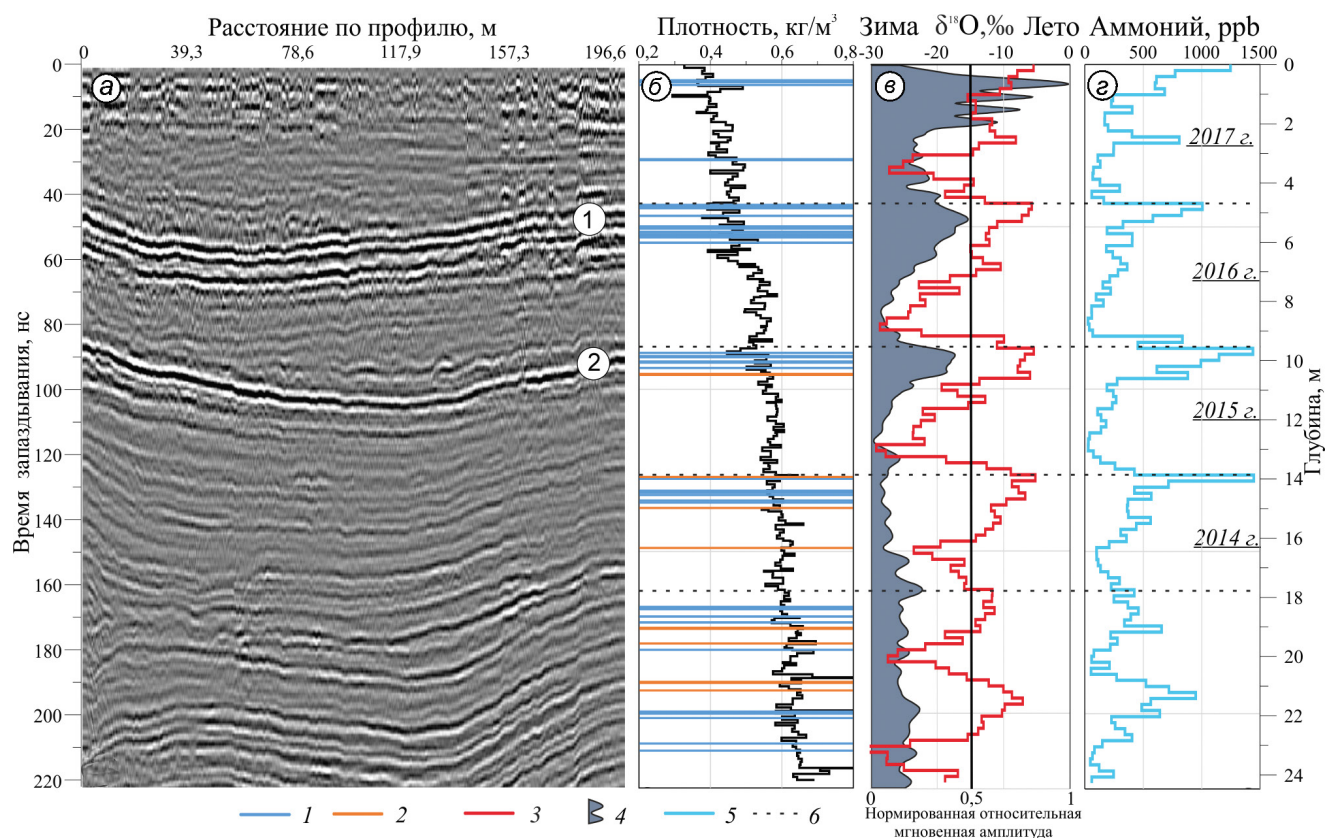 Расстояние по профилю, м
0 39,3 78,6 117,9 157,3 196,6
Плотность, кг/м³
0,2 0,4 0,6 0,8
Зима δ¹⁸O,‰ Лето
-30 -20 -10 0
Аммоний, ppb
0 500 1000 1500
Время запаздывания, нс
0
20
40
60
80
100
120
140
160
180
200
220
а
б
в
г
1
2
2017 г.
2016 г.
2015 г.
2014 г.
Глубина, м
0
2
4
6
8
10
12
14
16
18
20
22
24
0 0,5 1
Нормированная относительная
мгновенная амплитуда
1 2 3 4 5 6